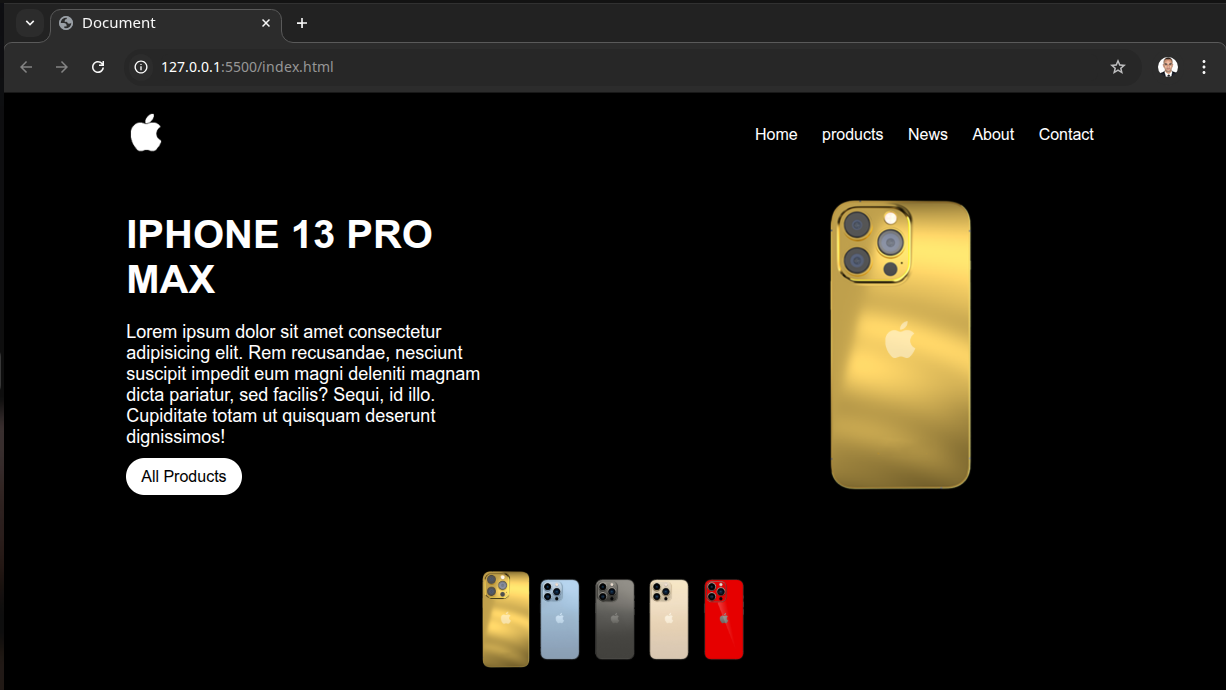 Document
127.0.0.1:5500/index.html
Home products News About Contact
IPHONE 13 PRO
MAX
Lorem ipsum dolor sit amet consectetur
adipisicing elit. Rem recusandae, nesciunt
suscipit impedit eum magni deleniti magnam
dicta pariatur, sed facilis? Sequi, id illo.
Cupiditate totam ut quisquam deserunt
dignissimos!
All Products